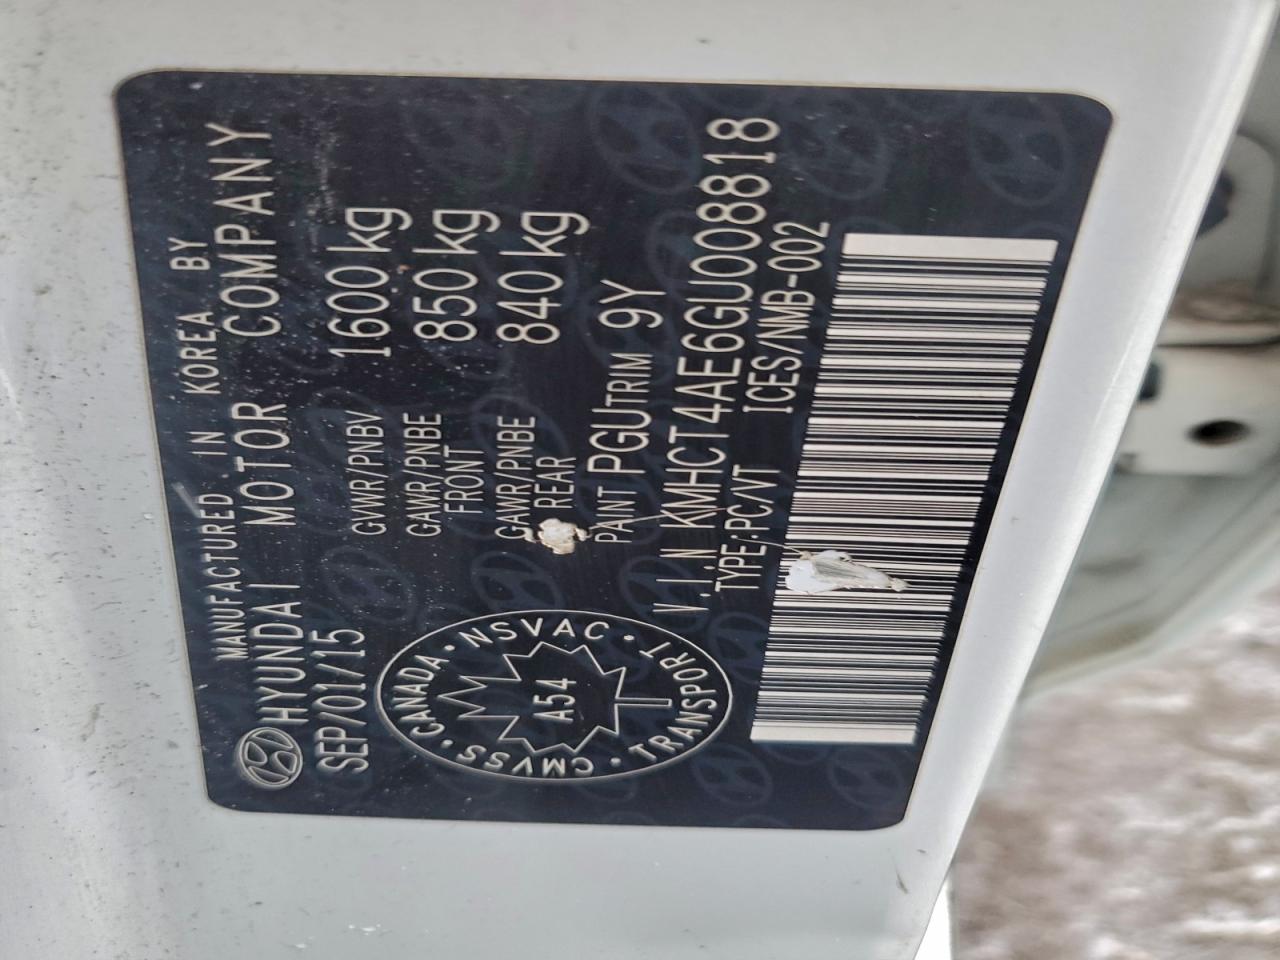 MANUFACTURED IN KOREA BY
HYUNDAI MOTOR COMPANY
SEP/01/15
GVWR/PNBV 1600 kg
GAWR/PNBE FRONT 850 kg
GAWR/PNBE REAR 840 kg
CMVSS · CANADA · NSVAC · TRANSPORT ·
A54
PAINT PGU TRIM 9Y
V.I.N KMHCT4AE6GU008818
TYPE:PC/VT ICES/NMB-002